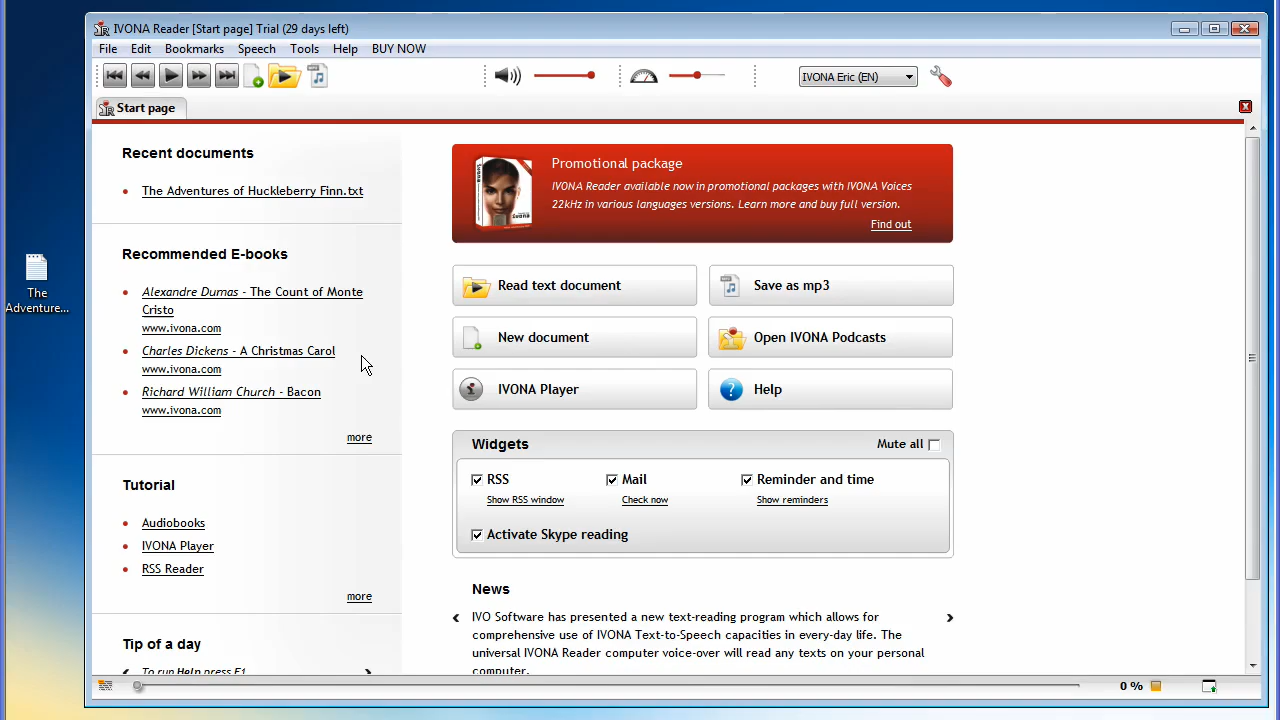 IVONA Reader [Start page] Trial (29 days left)
File Edit Bookmarks Speech Tools Help BUY NOW
IVONA Eric (EN)
Start page
Recent documents
The Adventures of Huckleberry Finn.txt
Recommended E-books
Alexandre Dumas - The Count of Monte
Cristo
www.ivona.com
Charles Dickens - A Christmas Carol
www.ivona.com
Richard William Church - Bacon
www.ivona.com
more
Tutorial
Audiobooks
IVONA Player
RSS Reader
more
Tip of a day
To run Help press F1
The
Adventure...
Promotional package
IVONA Reader available now in promotional packages with IVONA Voices
22kHz in various languages versions. Learn more and buy full version.
Find out
Read text document
Save as mp3
New document
Open IVONA Podcasts
IVONA Player
Help
Widgets
Mute all
RSS
Mail
Reminder and time
Show RSS window
Check now
Show reminders
Activate Skype reading
News
IVO Software has presented a new text-reading program which allows for
comprehensive use of IVONA Text-to-Speech capacities in every-day life. The
universal IVONA Reader computer voice-over will read any texts on your personal
computer.
0 %